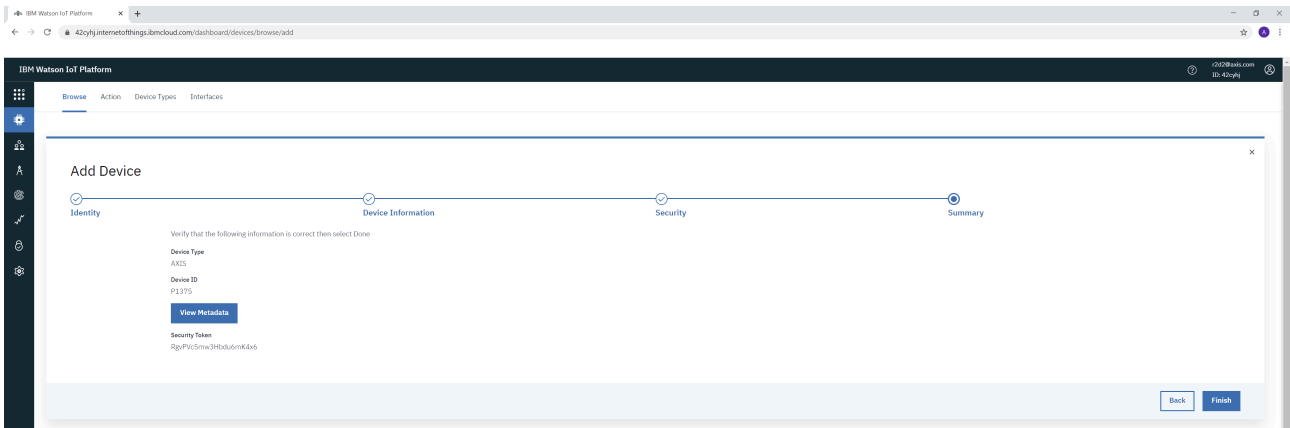 IBM Watson IoT Platform
42cyhj.internetofthings.ibmcloud.com/dashboard/devices/browse/add
A
IBM Watson IoT Platform
r2d2@axis.com
ID: 42cyhj
Browse Action Device Types Interfaces
Add Device
Identity Device Information Security Summary
Verify that the following information is correct then select Done
Device Type
AXIS
Device ID
P1375
View Metadata
Security Token
RgvPVc5mw3Hbdu6mK4x6
Back Finish